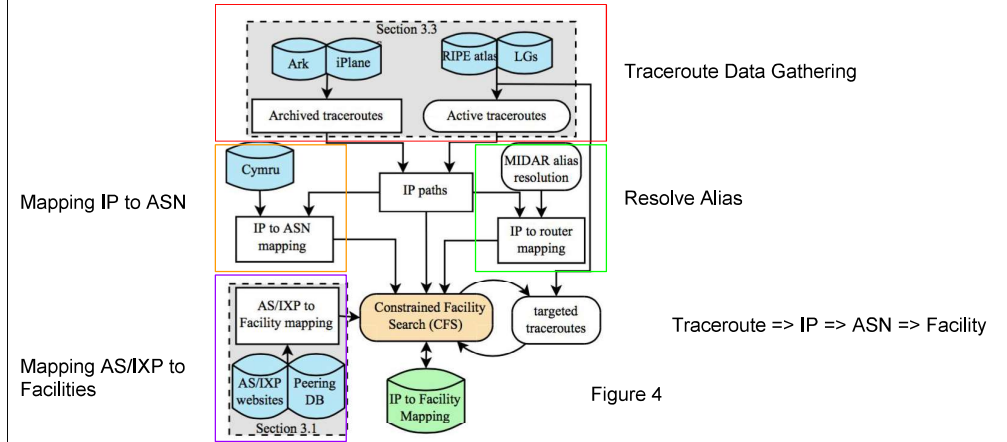 Section 3.3
Ark
iPlane
RIPE atlas
LGs
Archived traceroutes
Active traceroutes
Traceroute Data Gathering
Mapping IP to ASN
Cymru
IP to ASN
mapping
IP paths
MIDAR alias
resolution
IP to router
mapping
Resolve Alias
Mapping AS/IXP to
Facilities
AS/IXP to
Facility mapping
AS/IXP
websites
Peering
DB
Section 3.1
Constrained Facility
Search (CFS)
targeted
traceroutes
IP to Facility
Mapping
Traceroute => IP => ASN => Facility
Figure 4